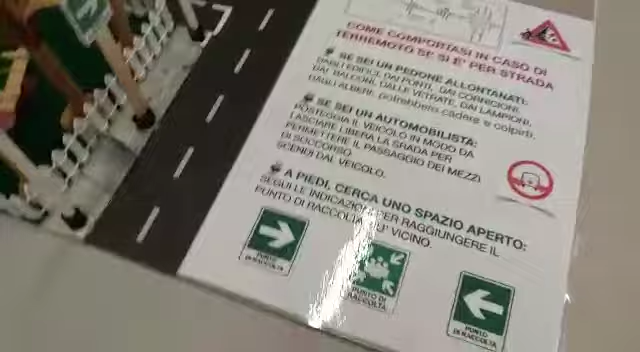 COME COMPORTASI IN CASO DI
TERREMOTO SE SI E' PER STRADA
SE SEI UN PEDONE ALLONTANATI:
DAGLI EDIFICI, DAI PONTI, DAI CORNICIONI,
DAI BALCONI, DALLE VETRATE, DAI LAMPIONI,
DAGLI ALBERI. potrebbero cadere e colpirti.
SE SEI UN AUTOMOBILISTA:
POSTEGGIA IL VEICOLO IN MODO DA
LASCIARE LIBERA LA SRADA PER
PERMETTERE IL PASSAGGIO DEI MEZZI
DI SOCCORSO
SCENDI DAL VEICOLO.
A PIEDI, CERCA UNO SPAZIO APERTO:
SEGUI LE INDICAZIONI PER RAGGIUNGERE IL
PUNTO DI RACCOLTA VICINO.
PUNTO
DI RACCOLTA
PUNTO DI
RACCOLTA
PUNTO
DI RACCOLTA